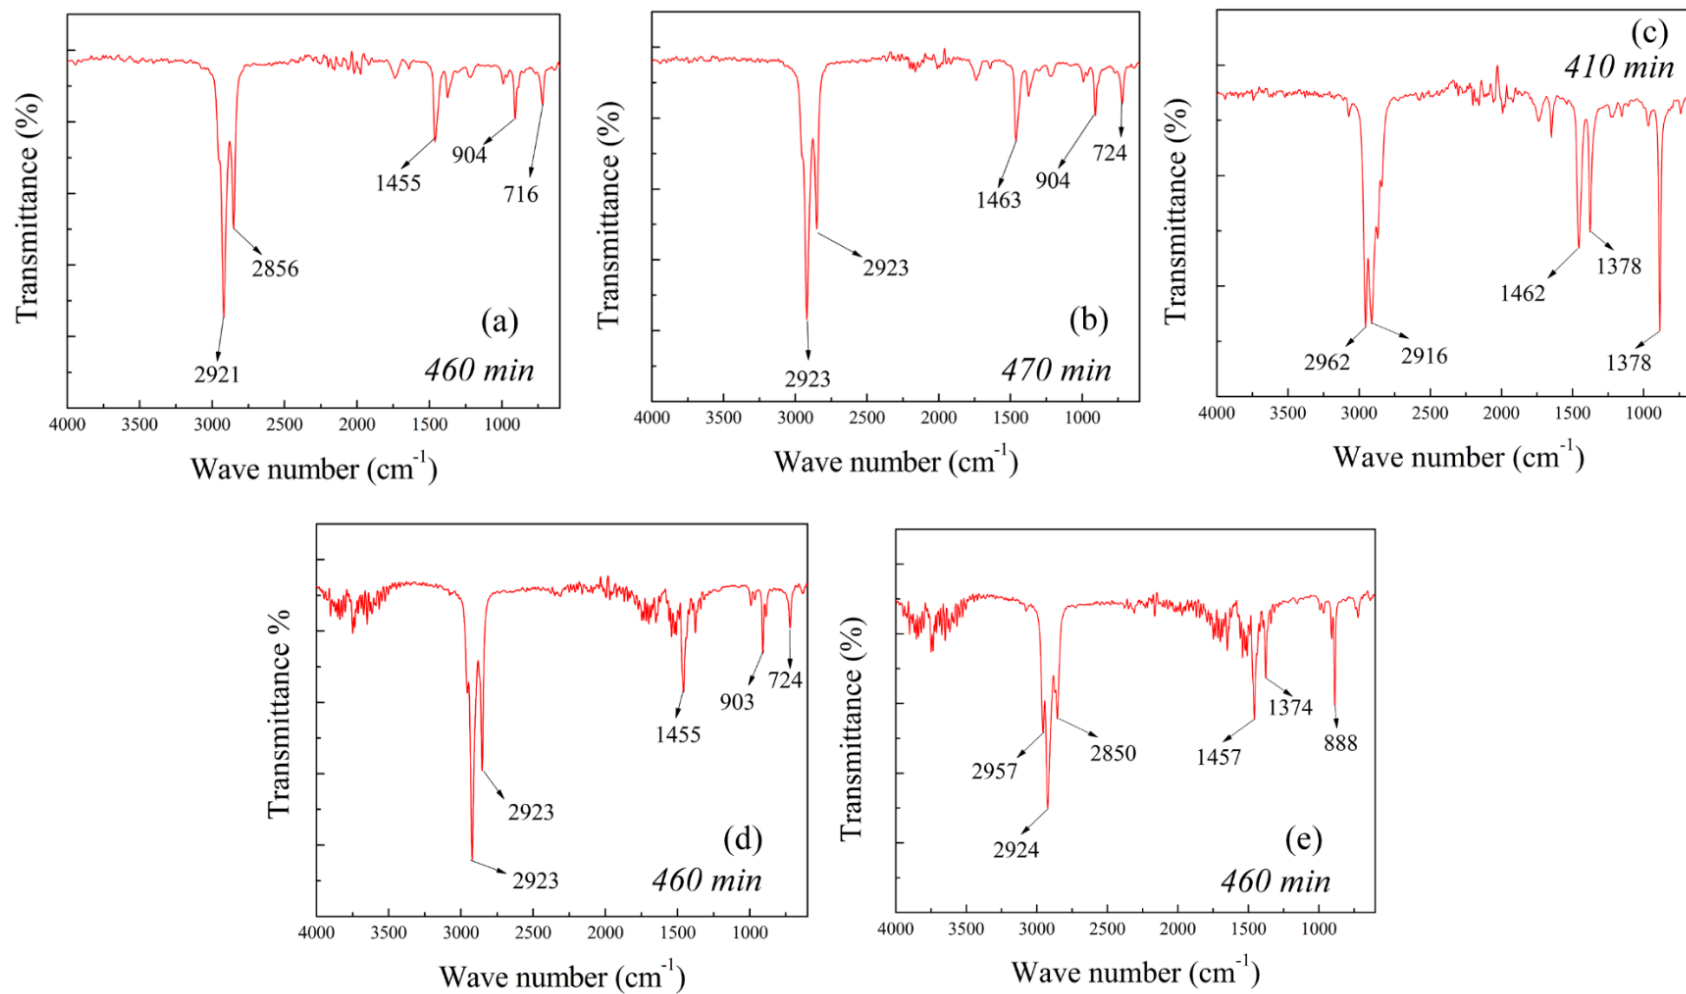 Transmittance (%)
2921
2856
1455
904
716
(a)
460 min
4000 3500 3000 2500 2000 1500 1000
Wave number (cm-1)
Transmittance (%)
2923
2923
1463
904
724
(b)
470 min
4000 3500 3000 2500 2000 1500 1000
Wave number (cm-1)
Transmittance (%)
(c)
410 min
2962
2916
1462
1378
1378
4000 3500 3000 2500 2000 1500 1000
Wave number (cm-1)
Transmittance %
2923
2923
1455
903
724
(d)
460 min
4000 3500 3000 2500 2000 1500 1000
Wave number (cm-1)
Transmittance (%)
2957
2924
2850
1457
1374
888
(e)
460 min
4000 3500 3000 2500 2000 1500 1000
Wave number (cm-1)